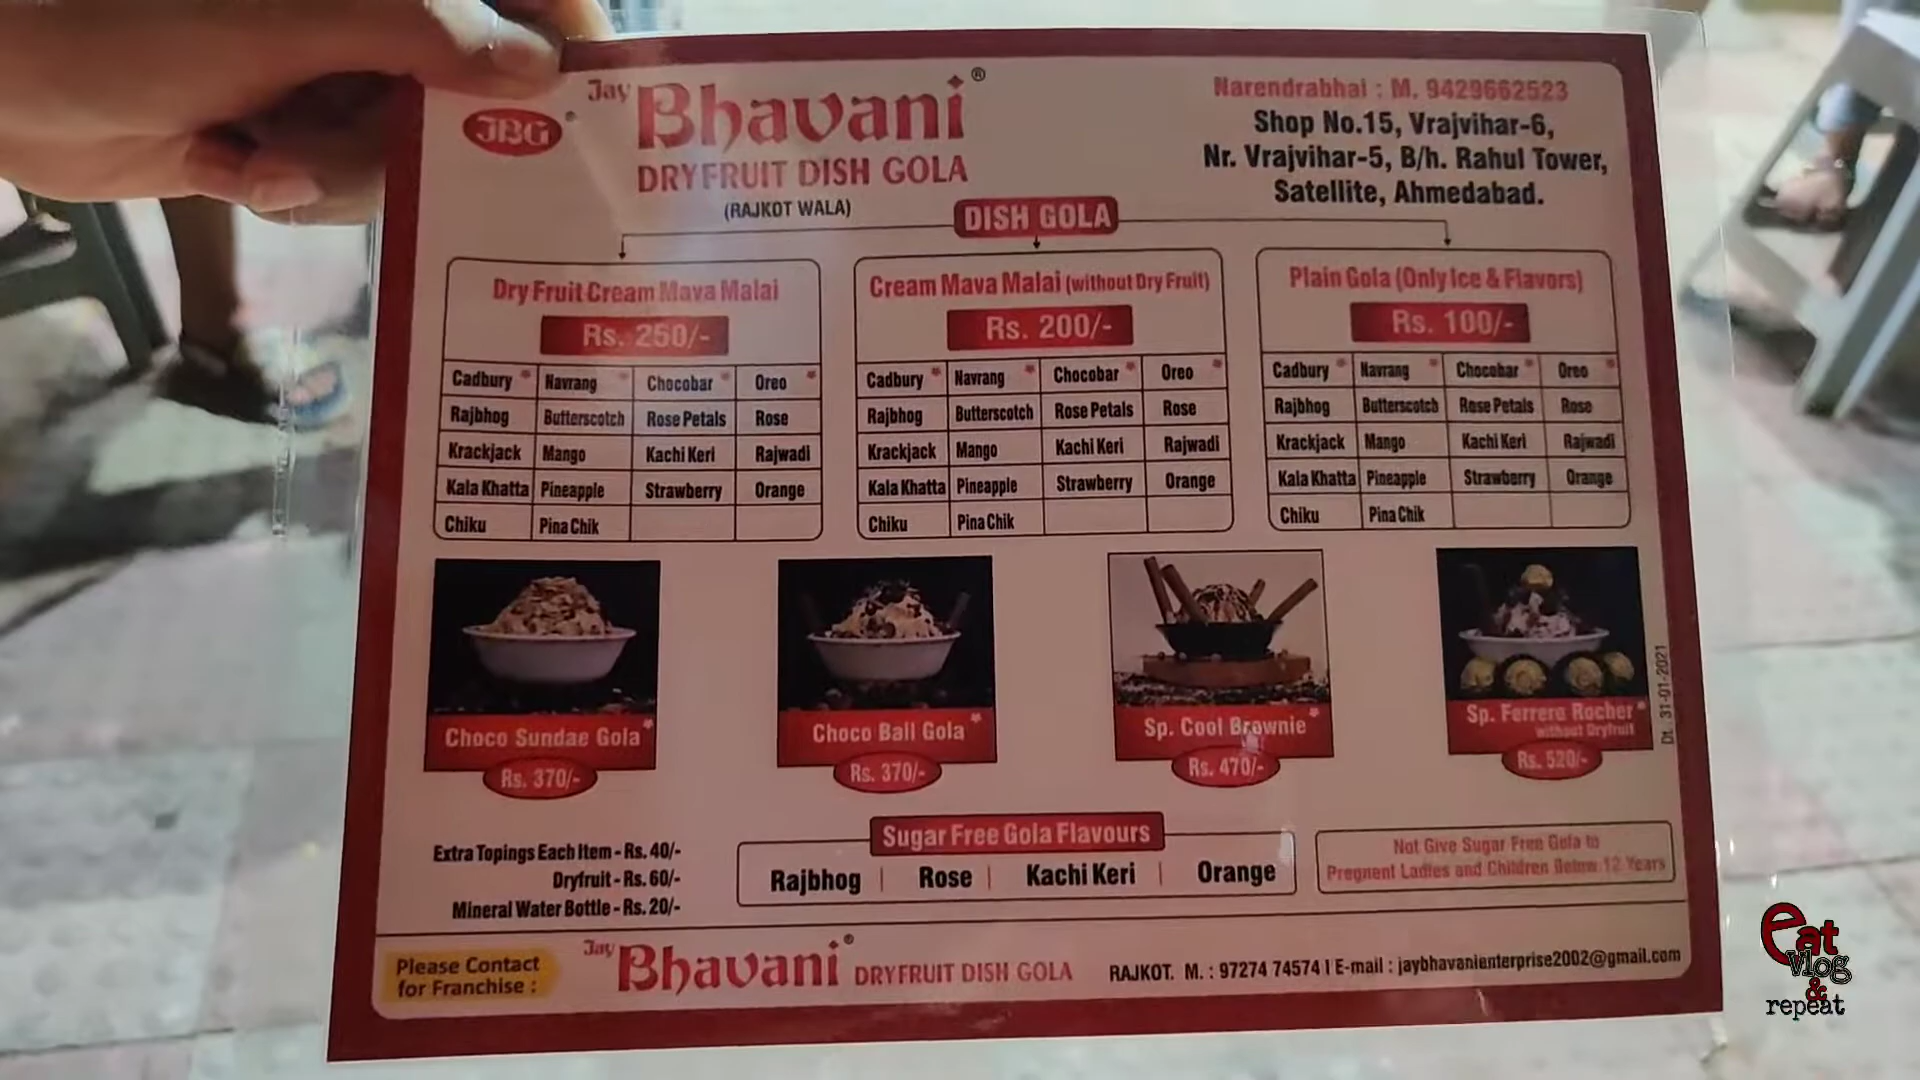 JBG®
Jay Bhavani®
DRYFRUIT DISH GOLA
(RAJKOT WALA)
Narendrabhai : M. 9429662523
Shop No.15, Vrajvihar-6,
Nr. Vrajvihar-5, B/h. Rahul Tower,
Satellite, Ahmedabad.
DISH GOLA
Dry Fruit Cream Mava Malai
Rs. 250/-
Cadbury * Navrang * Chocobar * Oreo *
Rajbhog Butterscotch Rose Petals Rose
Krackjack Mango Kachi Keri Rajwadi
Kala Khatta Pineapple Strawberry Orange
Chiku Pina Chik
Cream Mava Malai (without Dry Fruit)
Rs. 200/-
Cadbury * Navrang * Chocobar * Oreo *
Rajbhog Butterscotch Rose Petals Rose
Krackjack Mango Kachi Keri Rajwadi
Kala Khatta Pineapple Strawberry Orange
Chiku Pina Chik
Plain Gola (Only Ice & Flavors)
Rs. 100/-
Cadbury * Navrang * Chocobar * Oreo *
Rajbhog Butterscotch Rose Petals Rose
Krackjack Mango Kachi Keri Rajwadi
Kala Khatta Pineapple Strawberry Orange
Chiku Pina Chik
Choco Sundae Gola*
Rs. 370/-
Choco Ball Gola*
Rs. 370/-
Sp. Cool Brownie*
Rs. 470/-
Sp. Ferrero Rocher*
without Dryfruit
Rs. 520/-
Dt. : 31-01-2021
Extra Topings Each Item - Rs. 40/-
Dryfruit - Rs. 60/-
Mineral Water Bottle - Rs. 20/-
Sugar Free Gola Flavours
Rajbhog | Rose | Kachi Keri | Orange
Not Give Sugar Free Gola to
Pregnent Ladies and Children Below 12 Years
Please Contact
for Franchise :
Jay Bhavani® DRYFRUIT DISH GOLA RAJKOT. M. : 97274 74574 I E-mail : jaybhavanienterprise2002@gmail.com
eat
vlog
&
repeat